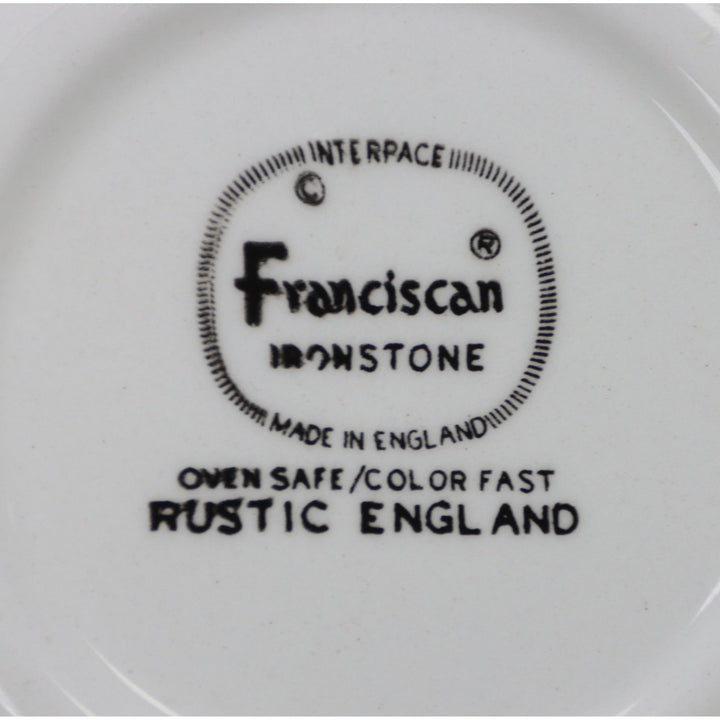 INTERPACE
©
®
Franciscan
IRONSTONE
MADE IN ENGLAND
OVEN SAFE/COLOR FAST
RUSTIC ENGLAND